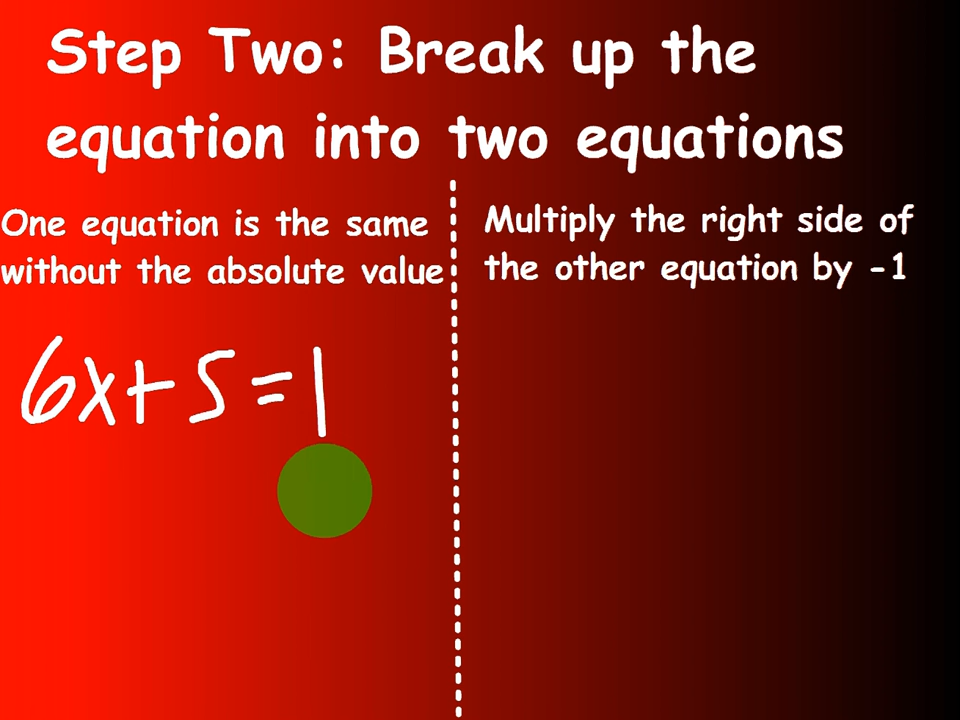 Step Two: Break up the
equation into two equations
One equation is the same
without the absolute value
Multiply the right side of
the other equation by -1
6x+5=1